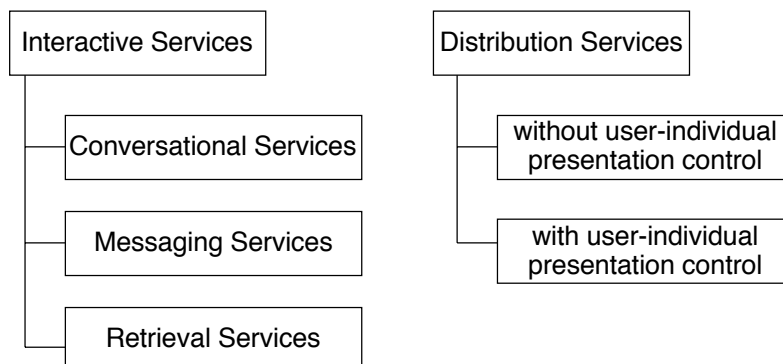 Interactive Services
Conversational Services
Messaging Services
Retrieval Services
Distribution Services
without user-individual
presentation control
with user-individual
presentation control